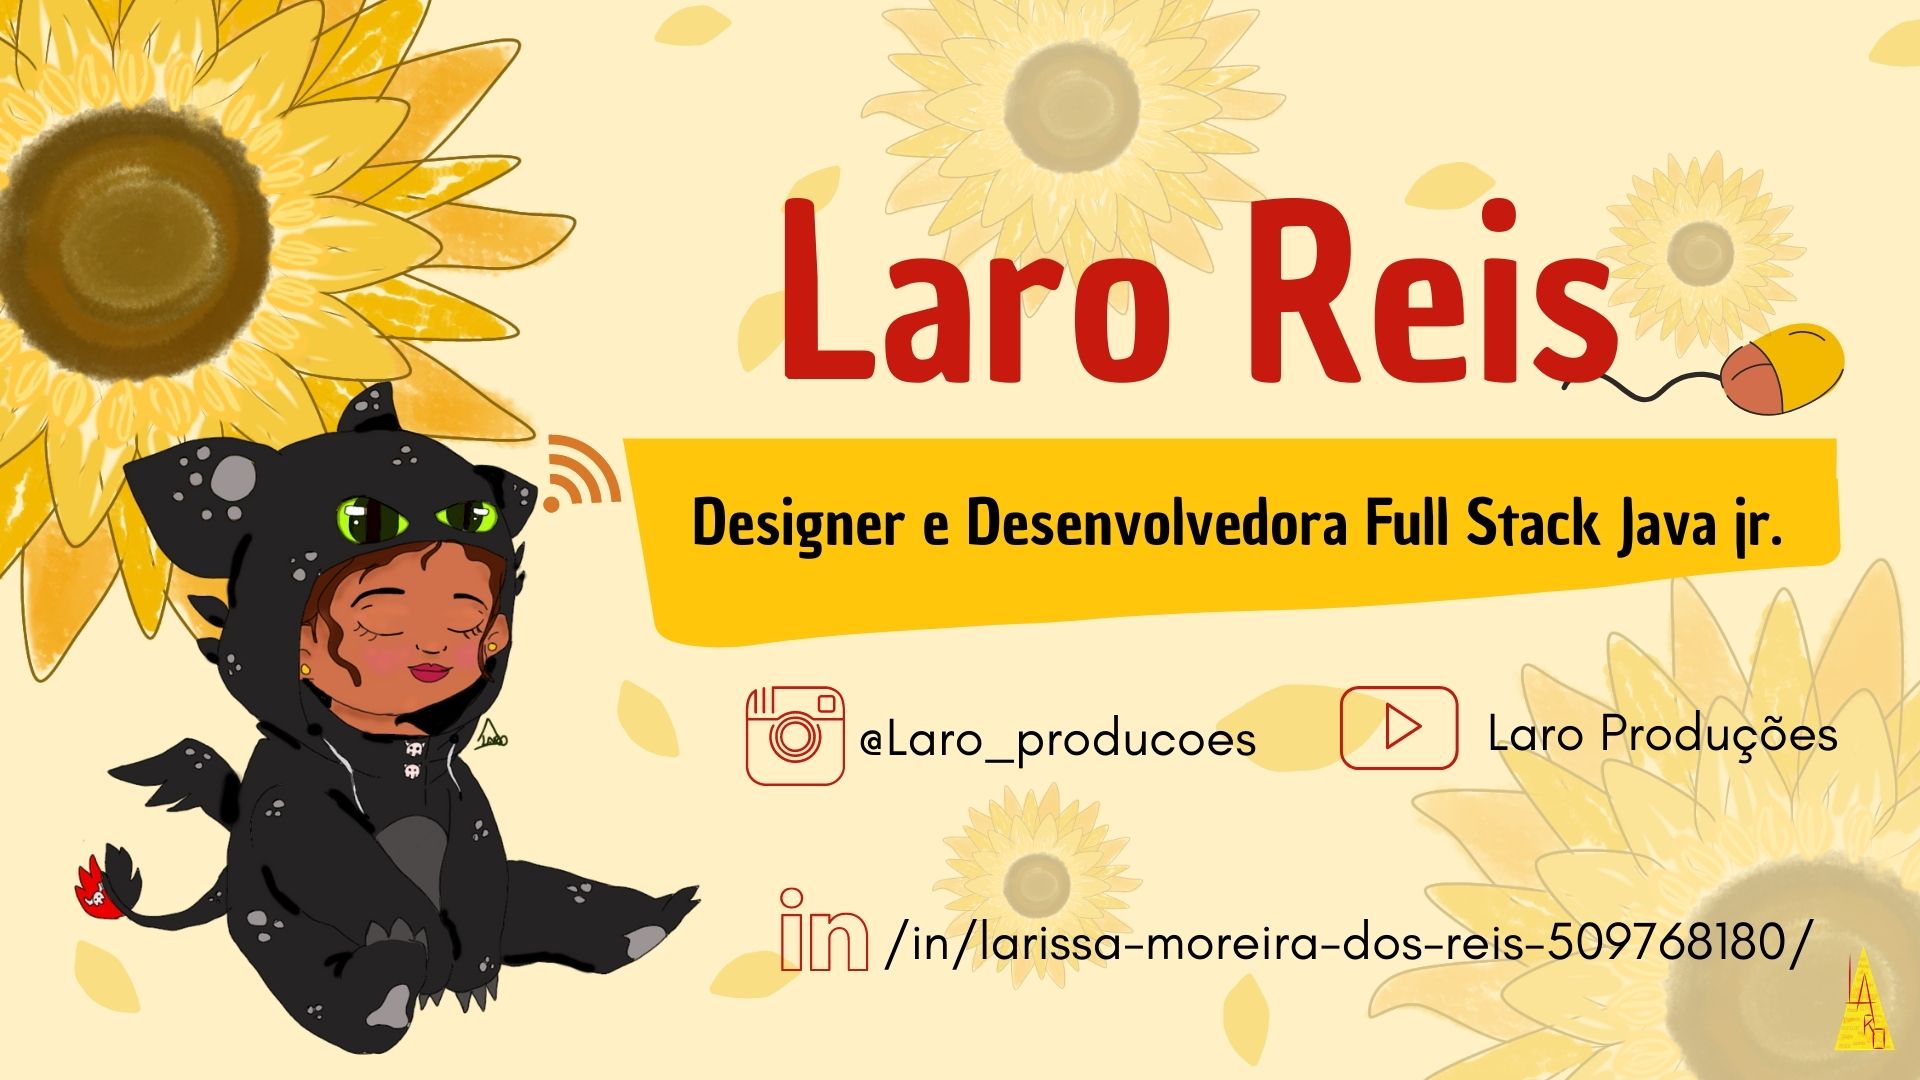 Laro Reis
Designer e Desenvolvedora Full Stack Java jr.
@Laro_producoes
Laro Produções
LARO
in /in/larissa-moreira-dos-reis-509768180/
LARO